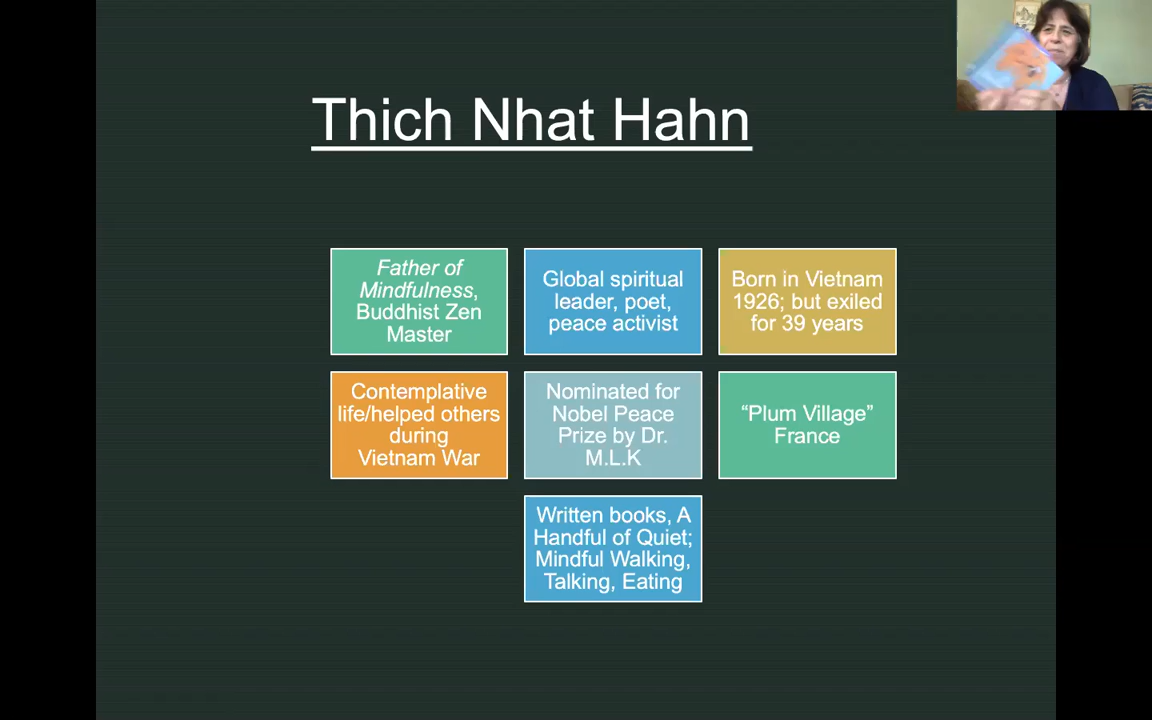 Thich Nhat Hahn
Father of
Mindfulness,
Buddhist Zen
Master
Global spiritual
leader, poet,
peace activist
Born in Vietnam
1926; but exiled
for 39 years
Contemplative
life/helped others
during
Vietnam War
Nominated for
Nobel Peace
Prize by Dr.
M.L.K
“Plum Village”
France
Written books, A
Handful of Quiet;
Mindful Walking,
Talking, Eating